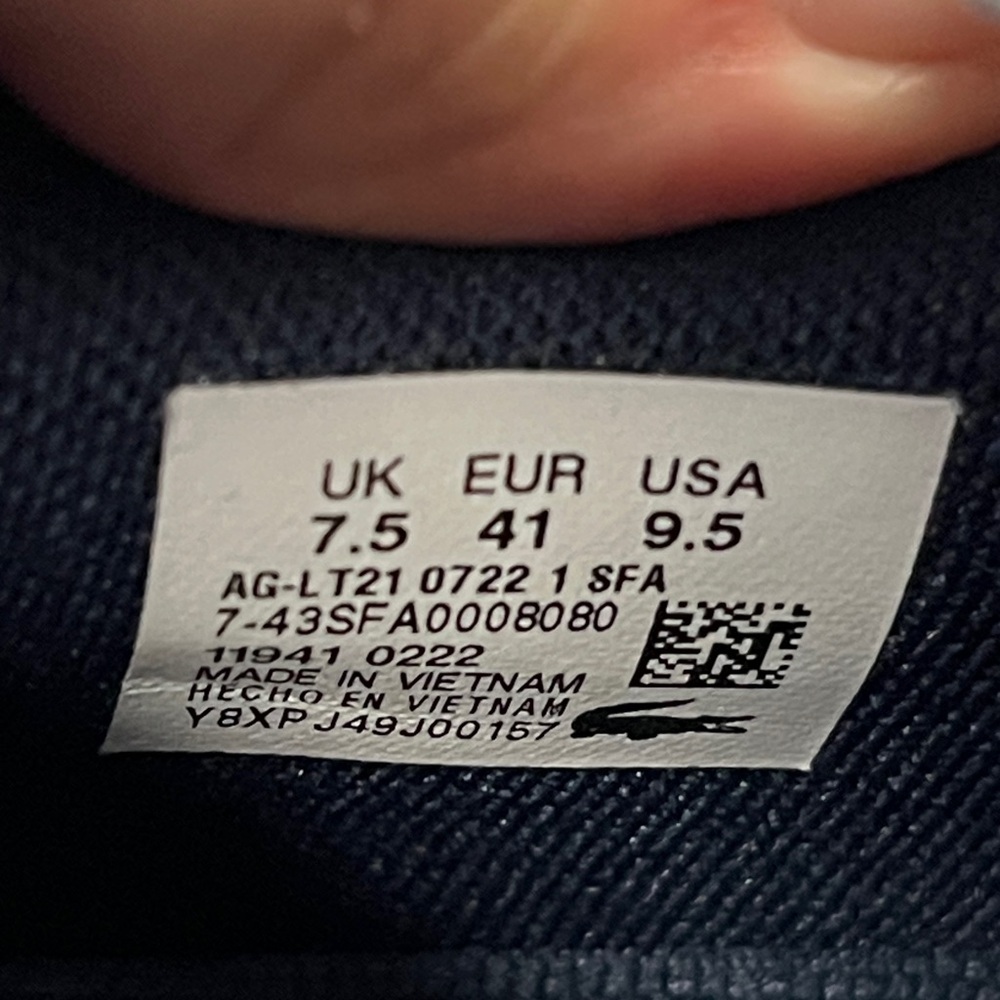 UK EUR USA
7.5 41 9.5
AG-LT21 0722 1 SFA
7-43SFA0008080
11941 0222
MADE IN VIETNAM
HECHO EN VIETNAM
Y8XPJ49J00157